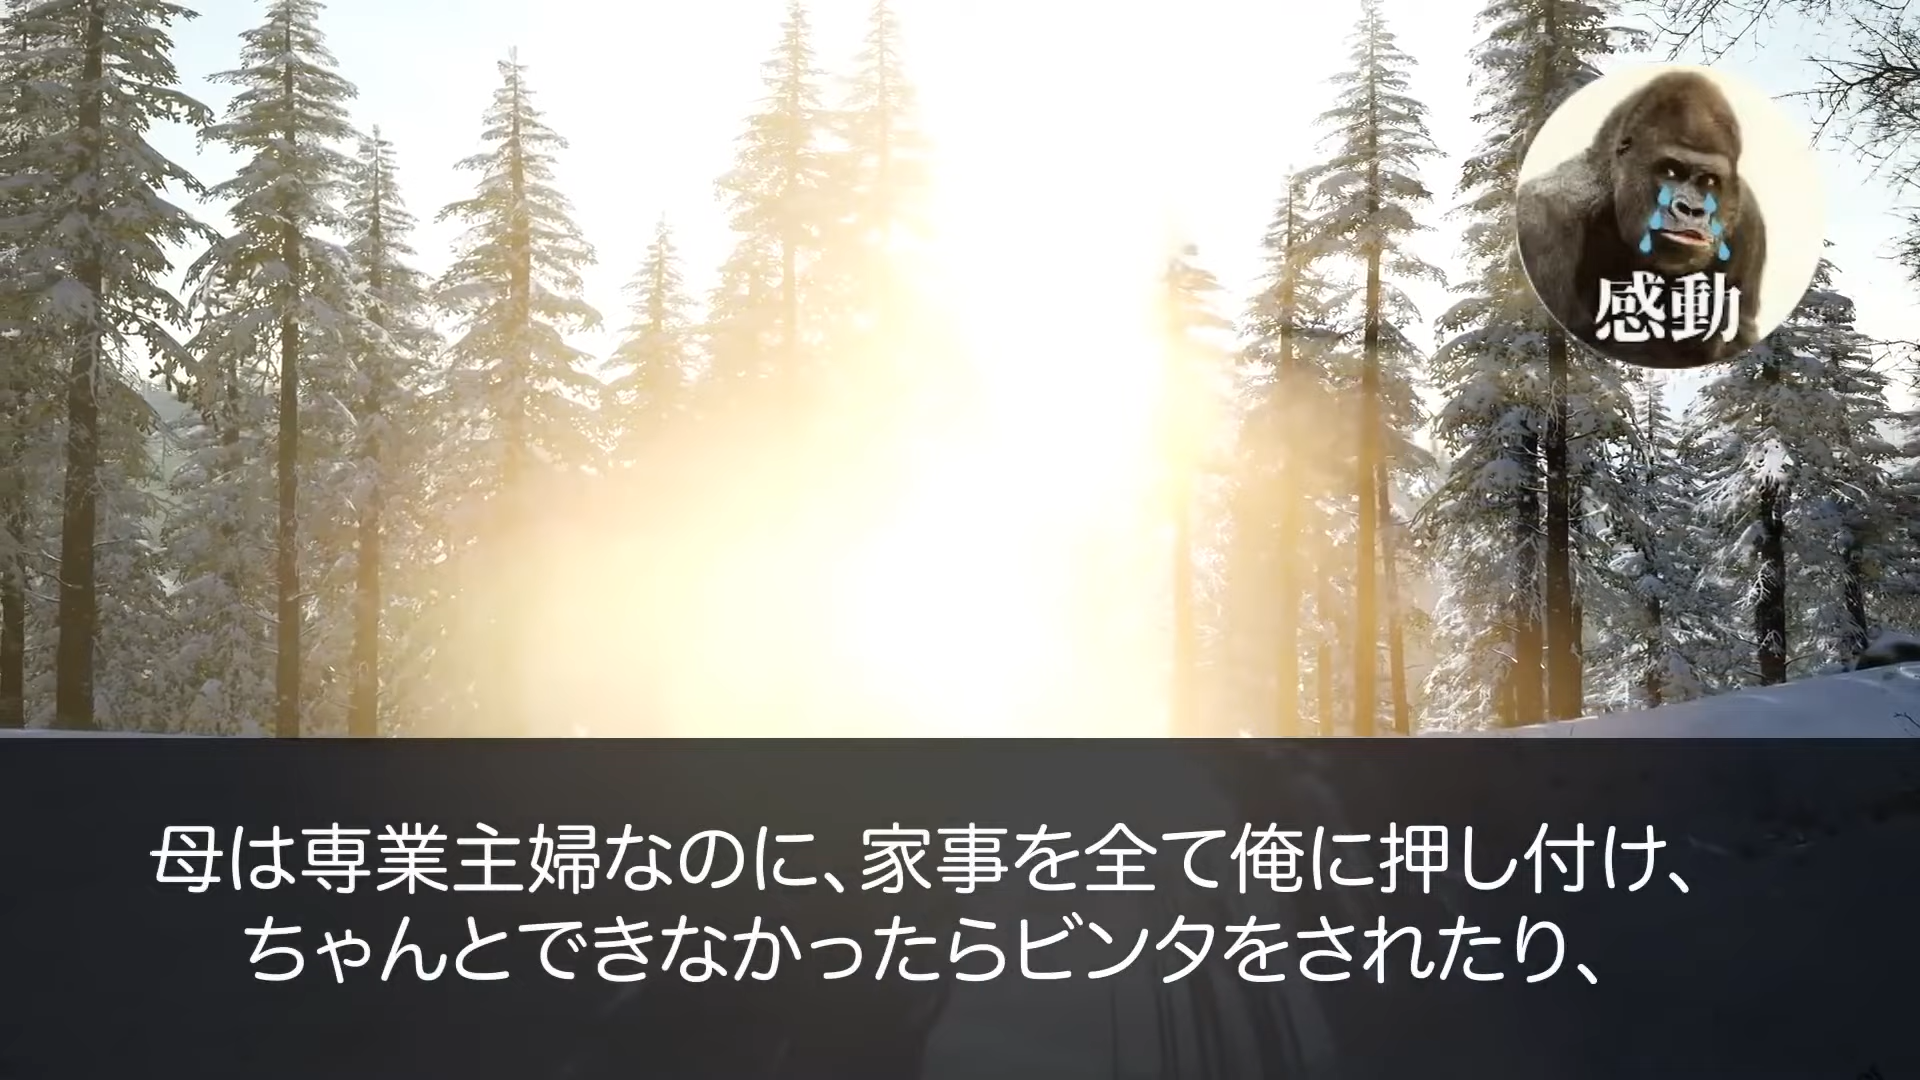 感動
母は専業主婦なのに、家事を全て俺に押し付け、
ちゃんとできなかったらビンタをされたり、